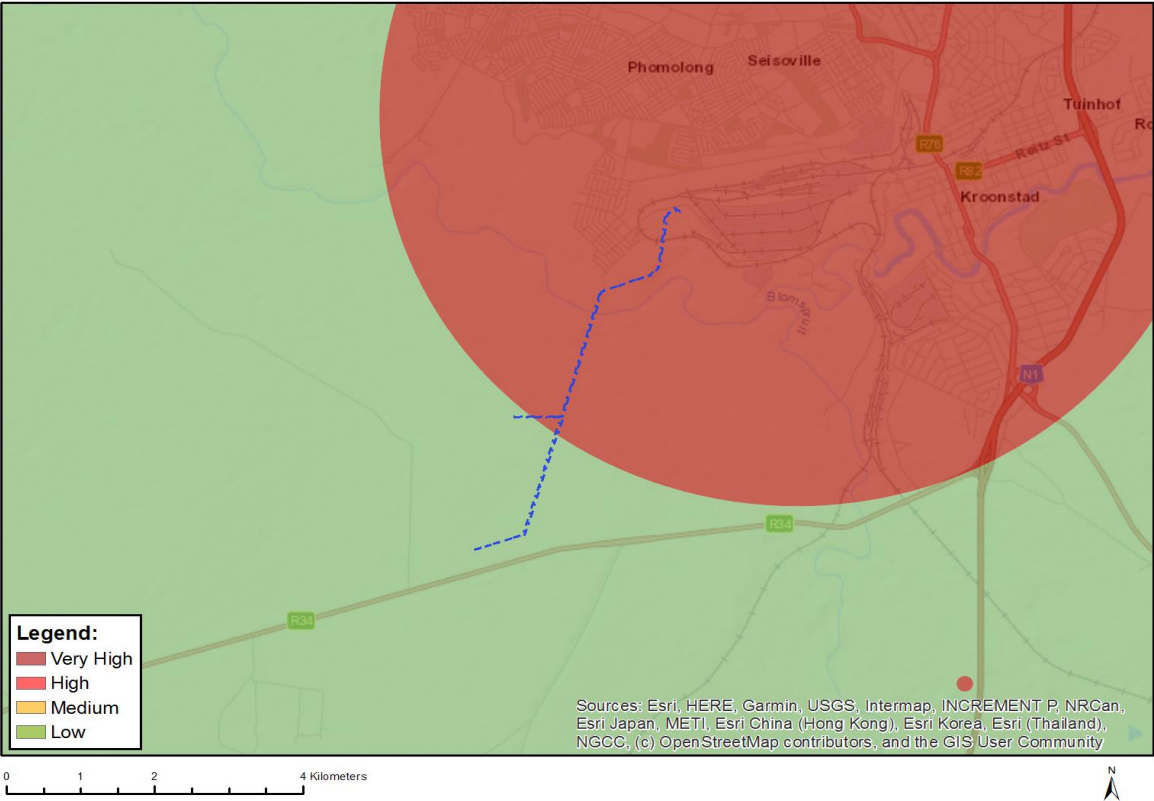 Phomolong
Seisoville
Tuinhof
R76
R82
Reitz St
Kroonstad
Blomspruit
N1
R34
R34
Legend:
Very High
High
Medium
Low
Sources: Esri, HERE, Garmin, USGS, Intermap, INCREMENT P, NRCan,
Esri Japan, METI, Esri China (Hong Kong), Esri Korea, Esri (Thailand),
NGCC, (c) OpenStreetMap contributors, and the GIS User Community
0 1 2 4 Kilometers
N